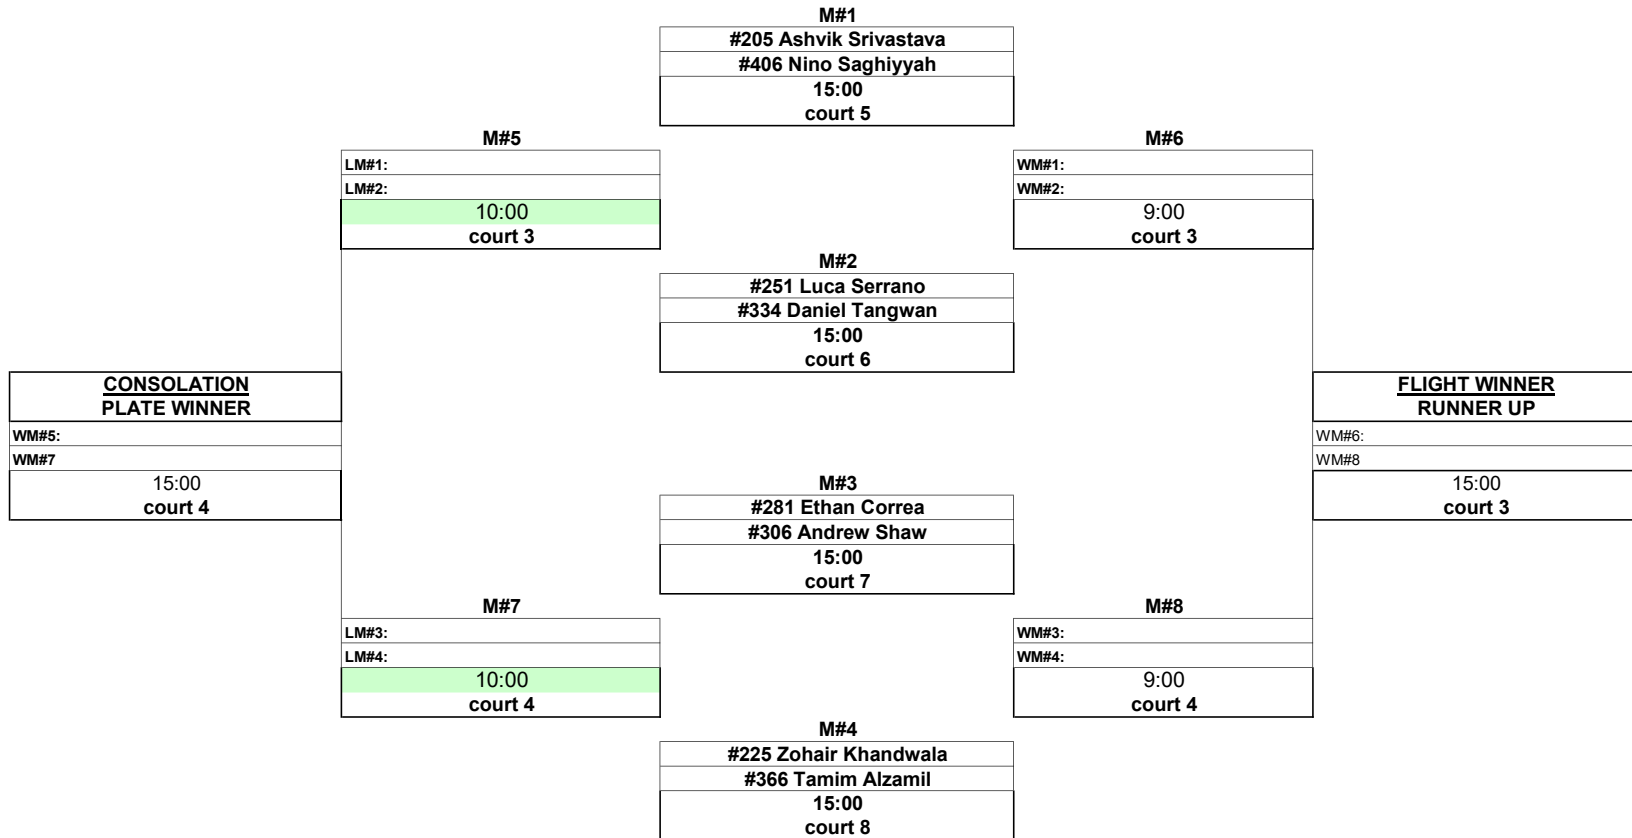 M#1
#205 Ashvik Srivastava
#406 Nino Saghiyyah
15:00
court 5
M#5
LM#1:
LM#2:
10:00
court 3
M#6
WM#1:
WM#2:
9:00
court 3
M#2
#251 Luca Serrano
#334 Daniel Tangwan
15:00
court 6
CONSOLATION
PLATE WINNER
WM#5:
WM#7
15:00
court 4
FLIGHT WINNER
RUNNER UP
WM#6:
WM#8
15:00
court 3
M#3
#281 Ethan Correa
#306 Andrew Shaw
15:00
court 7
M#7
LM#3:
LM#4:
10:00
court 4
M#8
WM#3:
WM#4:
9:00
court 4
M#4
#225 Zohair Khandwala
#366 Tamim Alzamil
15:00
court 8